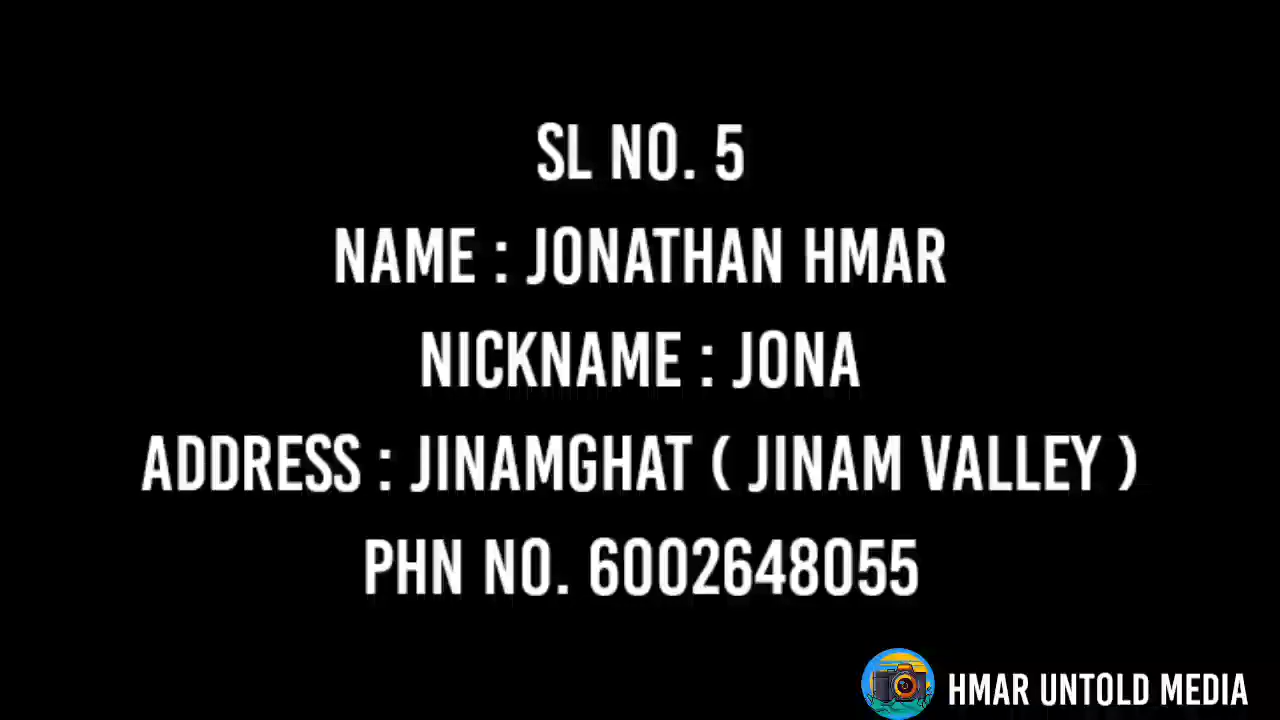 SL NO. 5
NAME : JONATHAN HMAR
NICKNAME : JONA
ADDRESS : JINAMGHAT ( JINAM VALLEY )
PHN NO. 6002648055
HMAR UNTOLD MEDIA